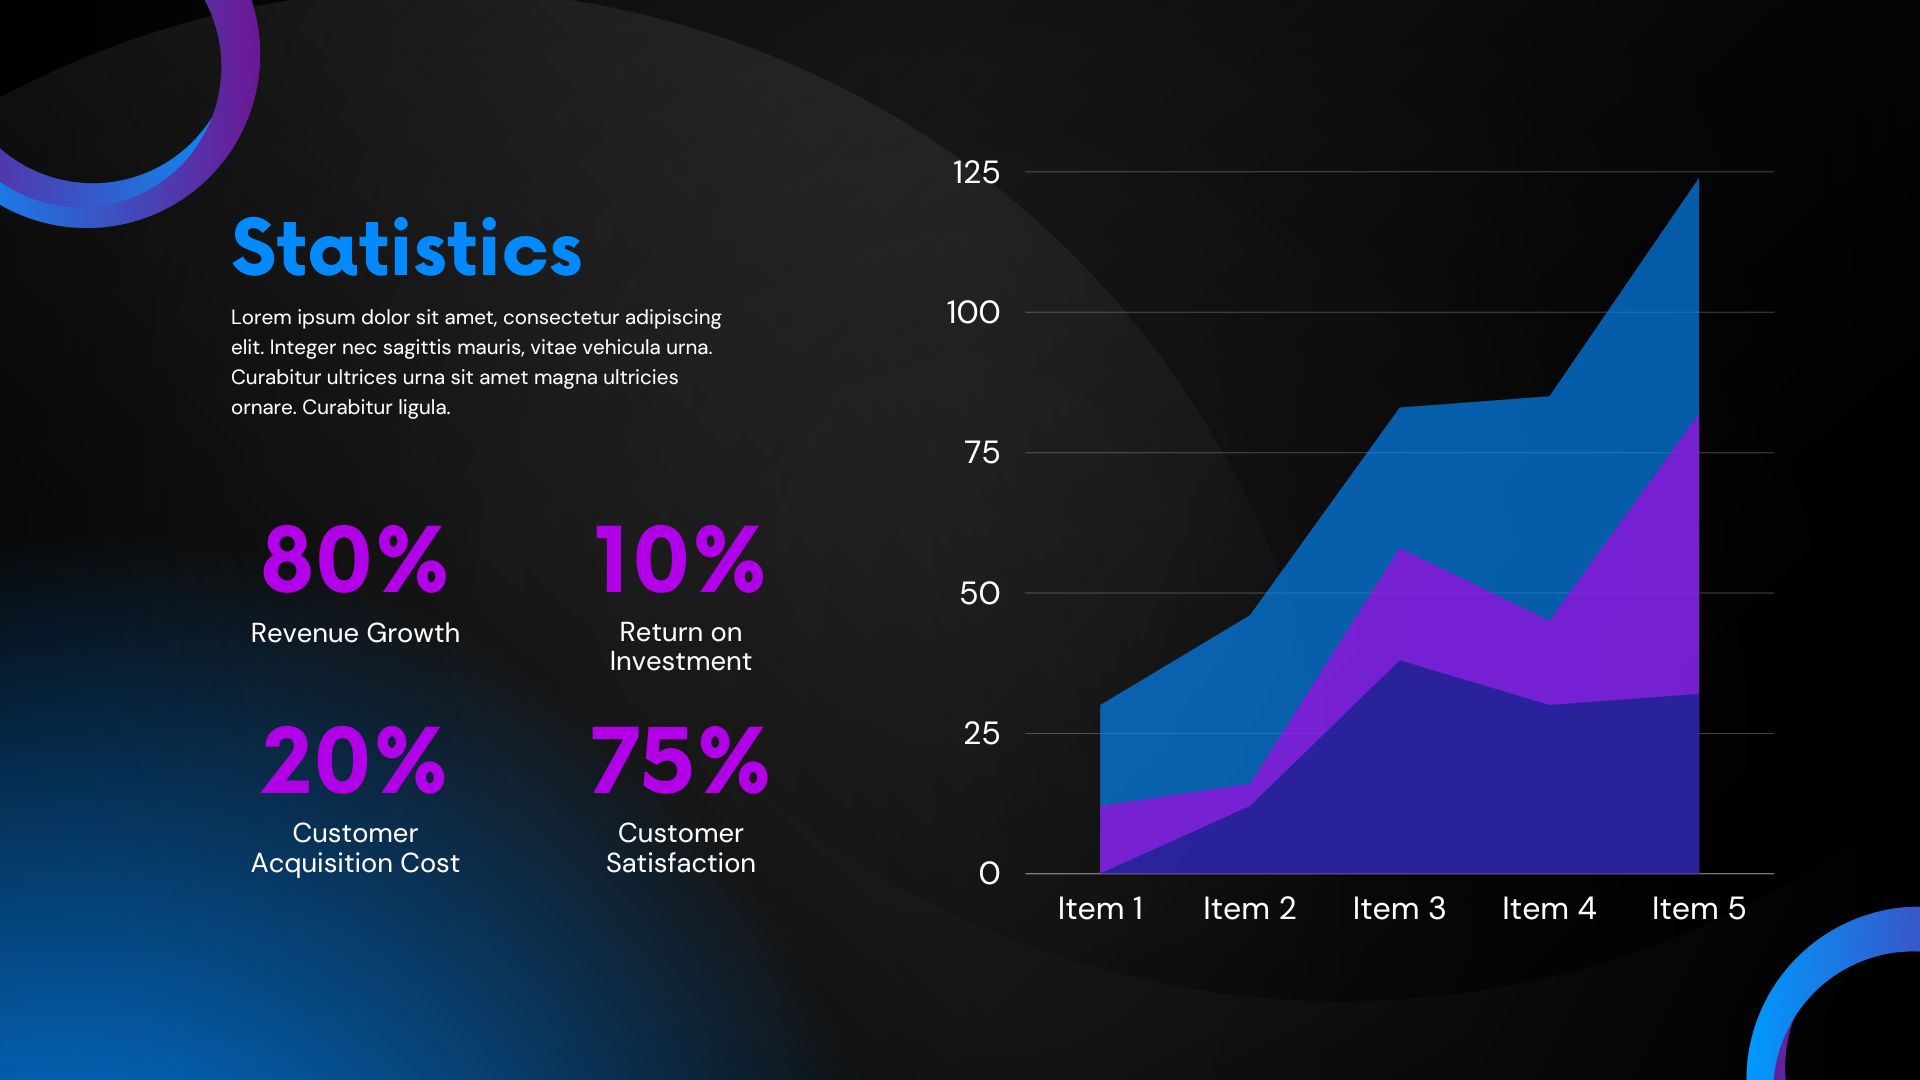 Statistics
Lorem ipsum dolor sit amet, consectetur adipiscing
elit. Integer nec sagittis mauris, vitae vehicula urna.
Curabitur ultrices urna sit amet magna ultricies
ornare. Curabitur ligula.
80%
Revenue Growth
10%
Return on
Investment
20%
Customer
Acquisition Cost
75%
Customer
Satisfaction
125
100
75
50
25
0
Item 1 Item 2 Item 3 Item 4 Item 5